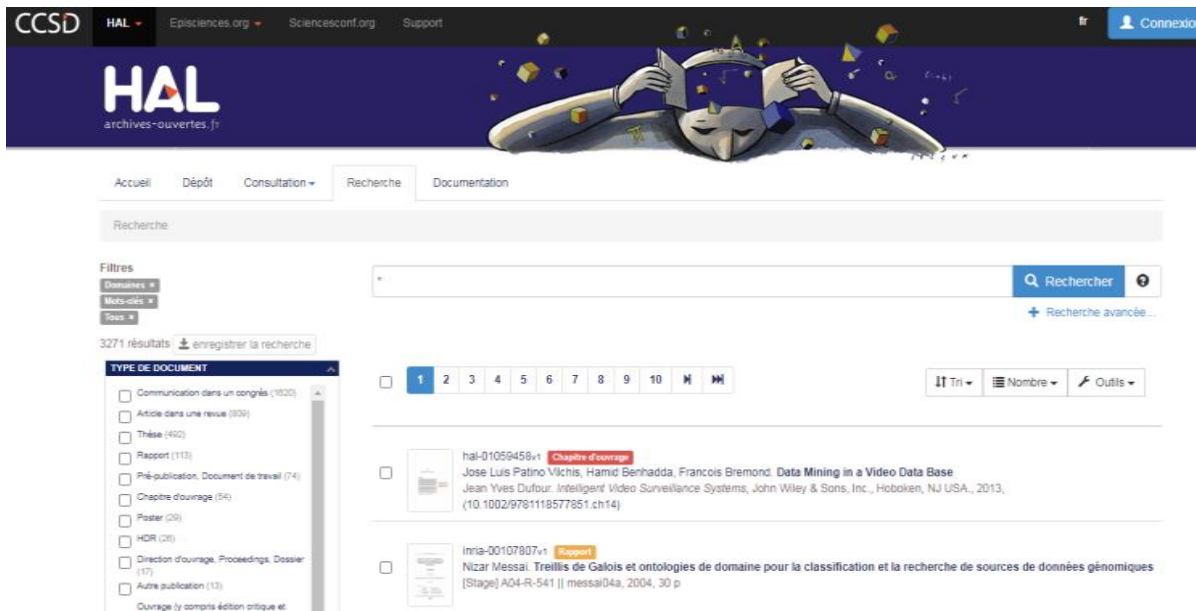 CCSD HAL Episciences.org Sciencesconf.org Support fr Connexio
HAL
archives-ouvertes.fr
Accueil Dépôt Consultation Recherche Documentation
Recherche
Filtres
Domaines ×
Mots-clés ×
Tous ×
* Rechercher
+ Recherche avancée...
3271 résultats enregistrer la recherche
TYPE DE DOCUMENT
Communication dans un congrès (1620)
Article dans une revue (809)
Thèse (492)
Rapport (113)
Pré-publication, Document de travail (74)
Chapitre d'ouvrage (54)
Poster (29)
HDR (26)
Direction d'ouvrage, Proceedings, Dossier
(17)
Autre publication (13)
Ouvrage (y compris édition critique et
1 2 3 4 5 6 7 8 9 10
Tri Nombre Outils
hal-01059458v1 Chapitre d'ouvrage
Jose Luis Patino Vilchis, Hamid Benhadda, Francois Bremond. Data Mining in a Video Data Base
Jean Yves Dufour. Intelligent Video Surveillance Systems, John Wiley & Sons, Inc., Hoboken, NJ USA., 2013,
⟨10.1002/9781118577851.ch14⟩
inria-00107807v1 Rapport
Nizar Messai. Treillis de Galois et ontologies de domaine pour la classification et la recherche de sources de données génomiques
[Stage] A04-R-541 || messai04a, 2004, 30 p